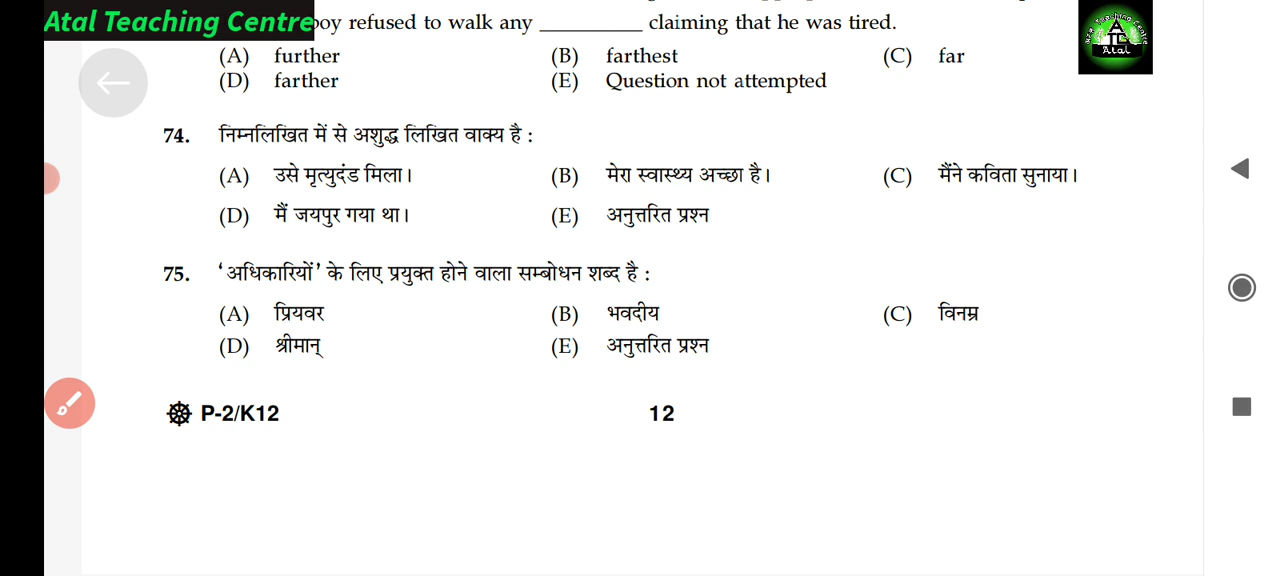 Atal Teaching Centre boy refused to walk any __________ claiming that he was tired.
(A) further (B) farthest (C) far
(D) farther (E) Question not attempted
74. निम्नलिखित में से अशुद्ध लिखित वाक्य है :
(A) उसे मृत्युदंड मिला। (B) मेरा स्वास्थ्य अच्छा है। (C) मैंने कविता सुनाया।
(D) मैं जयपुर गया था। (E) अनुत्तरित प्रश्न
75. ‘अधिकारियों’ के लिए प्रयुक्त होने वाला सम्बोधन शब्द है :
(A) प्रियवर (B) भवदीय (C) विनम्र
(D) श्रीमान् (E) अनुत्तरित प्रश्न
P-2/K12 12
Atal